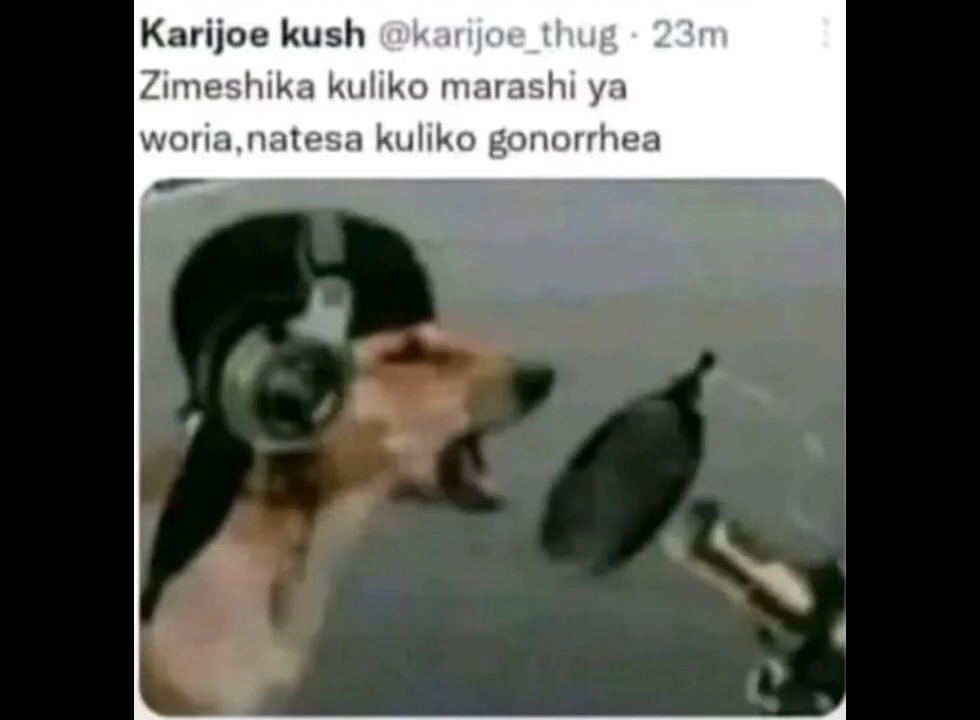 Karijoe kush @karijoe_thug · 23m
Zimeshika kuliko marashi ya
woria,natesa kuliko gonorrhea